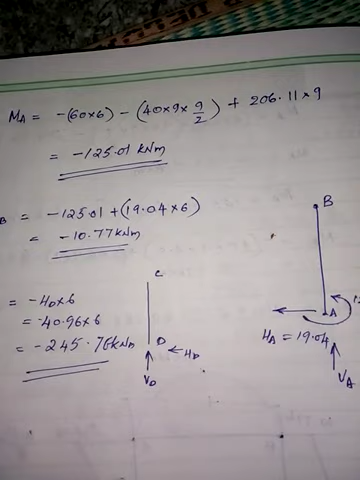 MA = -(60×6) - (40×9×9/2) + 206.11×9
= -125.01 kNm
B = -125.01 + (19.04×6)
= -10.77 kNm
= -HD×6
= -40.96×6
= -245.76 kNm
C
D
HD
VD
B
A
HA = 19.04
VA